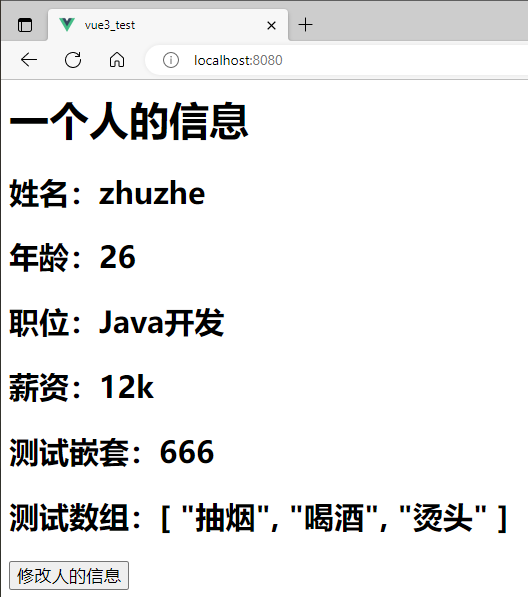 vue3_test
localhost:8080
一个人的信息
姓名：zhuzhe
年龄：26
职位：Java开发
薪资：12k
测试嵌套：666
测试数组：[ "抽烟", "喝酒", "烫头" ]
修改人的信息